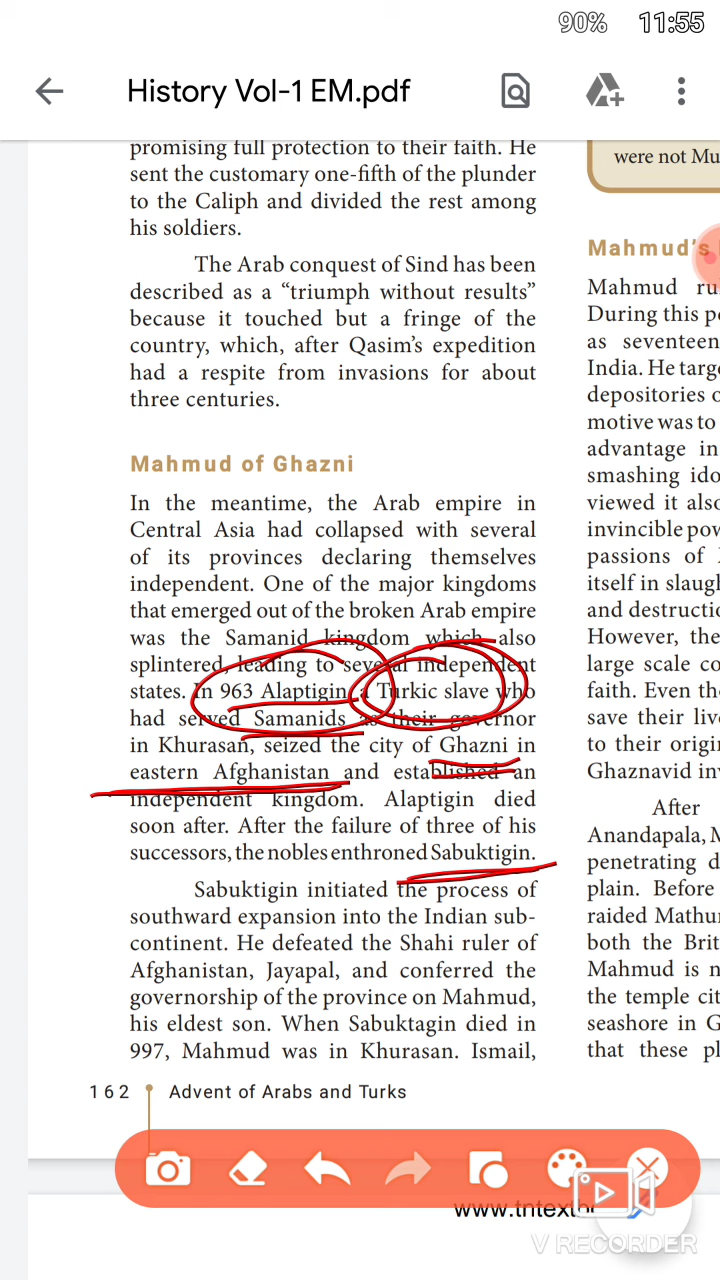 90% 11:55
History Vol-1 EM.pdf
promising full protection to their faith. He
sent the customary one-fifth of the plunder
to the Caliph and divided the rest among
his soldiers.
The Arab conquest of Sind has been
described as a “triumph without results”
because it touched but a fringe of the
country, which, after Qasim’s expedition
had a respite from invasions for about
three centuries.
Mahmud of Ghazni
In the meantime, the Arab empire in
Central Asia had collapsed with several
of its provinces declaring themselves
independent. One of the major kingdoms
that emerged out of the broken Arab empire
was the Samanid kingdom which also
splintered, leading to several independent
states. In 963 Alaptigin, a Turkic slave who
had served Samanids as their governor
in Khurasan, seized the city of Ghazni in
eastern Afghanistan and established an
independent kingdom. Alaptigin died
soon after. After the failure of three of his
successors, the nobles enthroned Sabuktigin.
Sabuktigin initiated the process of
southward expansion into the Indian sub-
continent. He defeated the Shahi ruler of
Afghanistan, Jayapal, and conferred the
governorship of the province on Mahmud,
his eldest son. When Sabuktagin died in
997, Mahmud was in Khurasan. Ismail,
162 Advent of Arabs and Turks
were not Mu
Mahmud’s
Mahmud ru
During this p
as seventeen
India. He targ
depositories o
motive was to
advantage in
smashing ido
viewed it also
invincible pow
passions of
itself in slaugh
and destructio
However, the
large scale co
faith. Even th
save their live
to their origin
Ghaznavid inv
After
Anandapala, M
penetrating d
plain. Before
raided Mathu
both the Brit
Mahmud is n
the temple cit
seashore in G
that these pl
www.tntext
V RECORDER